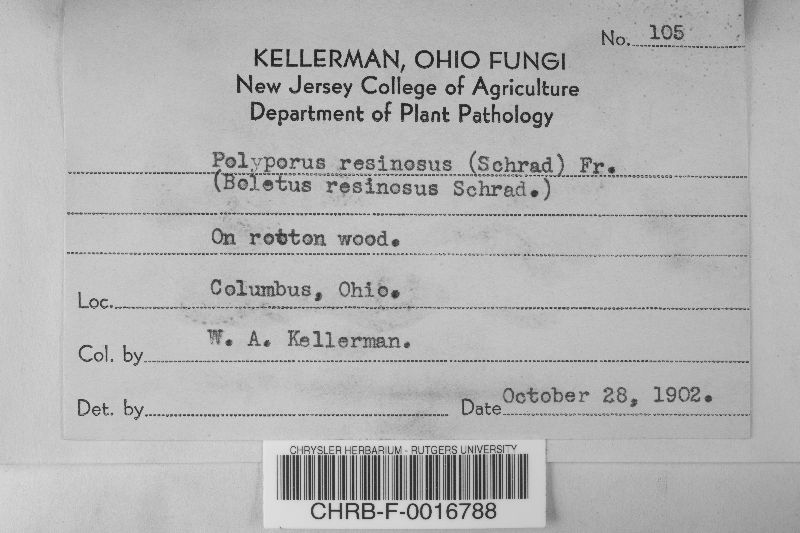 No. 105
KELLERMAN, OHIO FUNGI
New Jersey College of Agriculture
Department of Plant Pathology
Polyporus resinosus (Schrad) Fr.
(Boletus resinosus Schrad.)
On rotton wood.
Loc. Columbus, Ohio.
Col. by W. A. Kellerman.
Det. by Date October 28, 1902.
CHRYSLER HERBARIUM - RUTGERS UNIVERSITY
CHRB-F-0016788